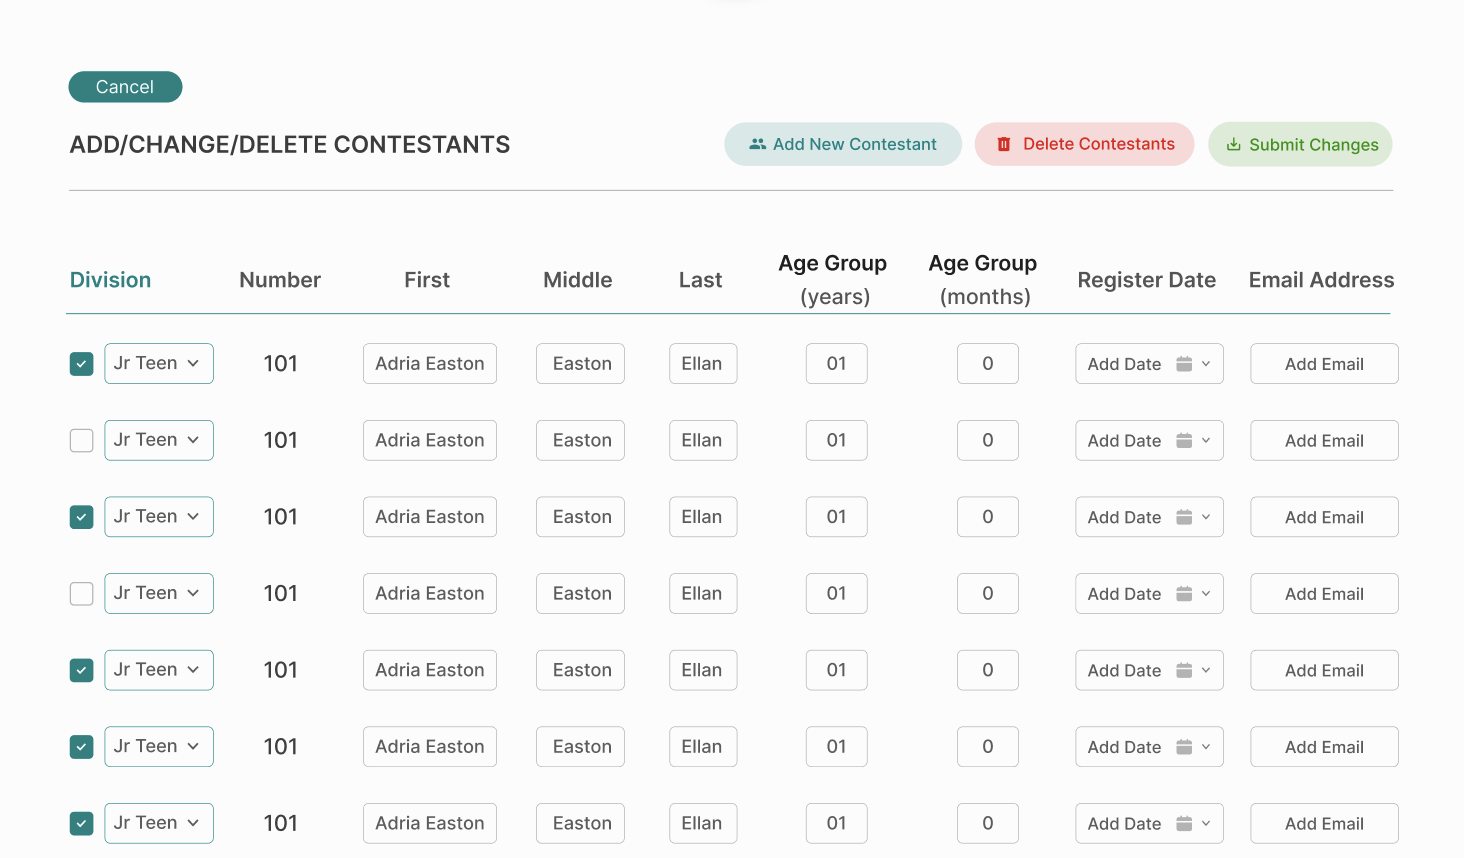 Cancel
ADD/CHANGE/DELETE CONTESTANTS
Add New Contestant
Delete Contestants
Submit Changes
Division Number First Middle Last Age Group (years) Age Group (months) Register Date Email Address
Jr Teen 101 Adria Easton Easton Ellan 01 0 Add Date Add Email
Jr Teen 101 Adria Easton Easton Ellan 01 0 Add Date Add Email
Jr Teen 101 Adria Easton Easton Ellan 01 0 Add Date Add Email
Jr Teen 101 Adria Easton Easton Ellan 01 0 Add Date Add Email
Jr Teen 101 Adria Easton Easton Ellan 01 0 Add Date Add Email
Jr Teen 101 Adria Easton Easton Ellan 01 0 Add Date Add Email
Jr Teen 101 Adria Easton Easton Ellan 01 0 Add Date Add Email